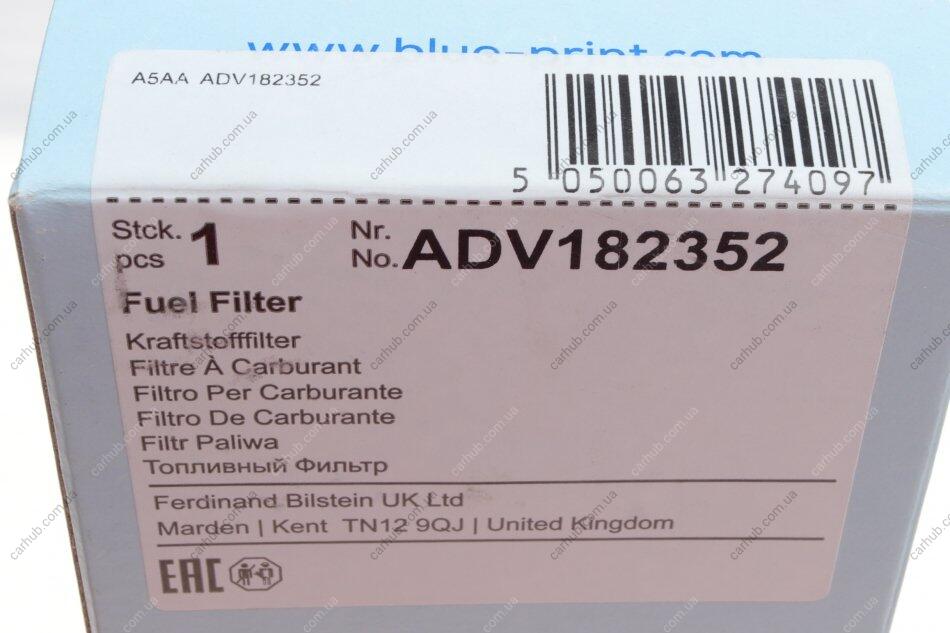 www.blue-print.com
A5AA ADV182352
5 050063 274097
Stck. 1 Nr.
pcs No. ADV182352
Fuel Filter
Kraftstofffilter
Filtre À Carburant
Filtro Per Carburante
Filtro De Carburante
Filtr Paliwa
Топливный Фильтр
Ferdinand Bilstein UK Ltd
Marden | Kent TN12 9QJ | United Kingdom
EAC
carhub.com.ua